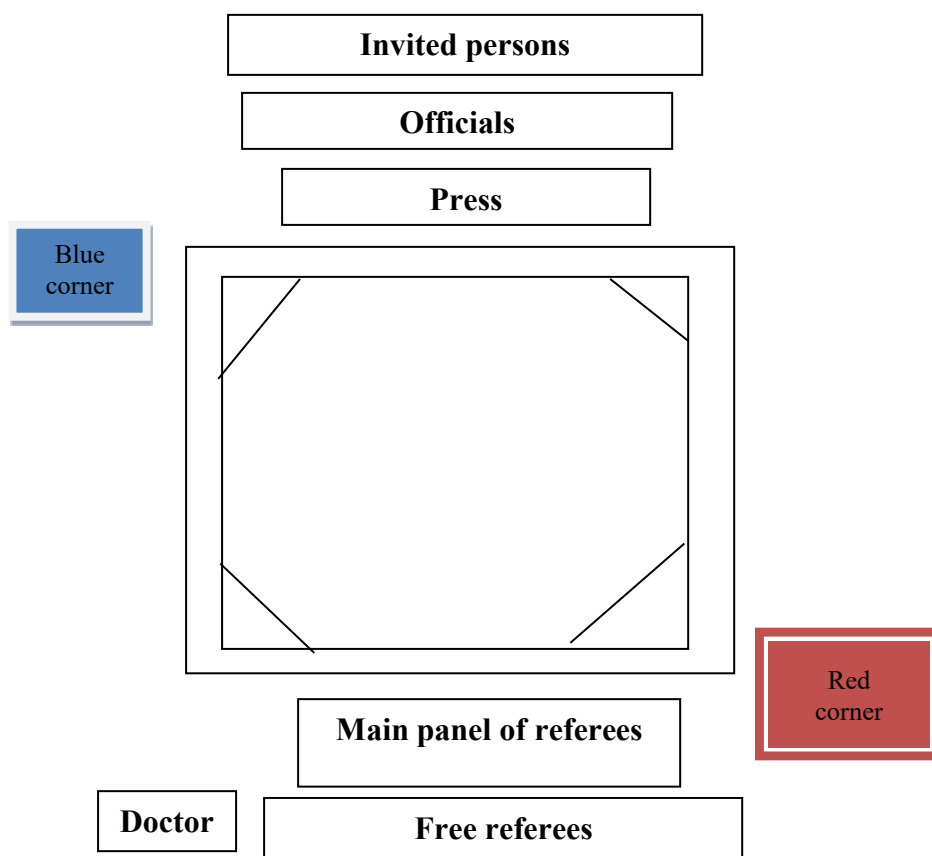 Invited persons
Officials
Press
Blue
corner
Red
corner
Main panel of referees
Doctor
Free referees